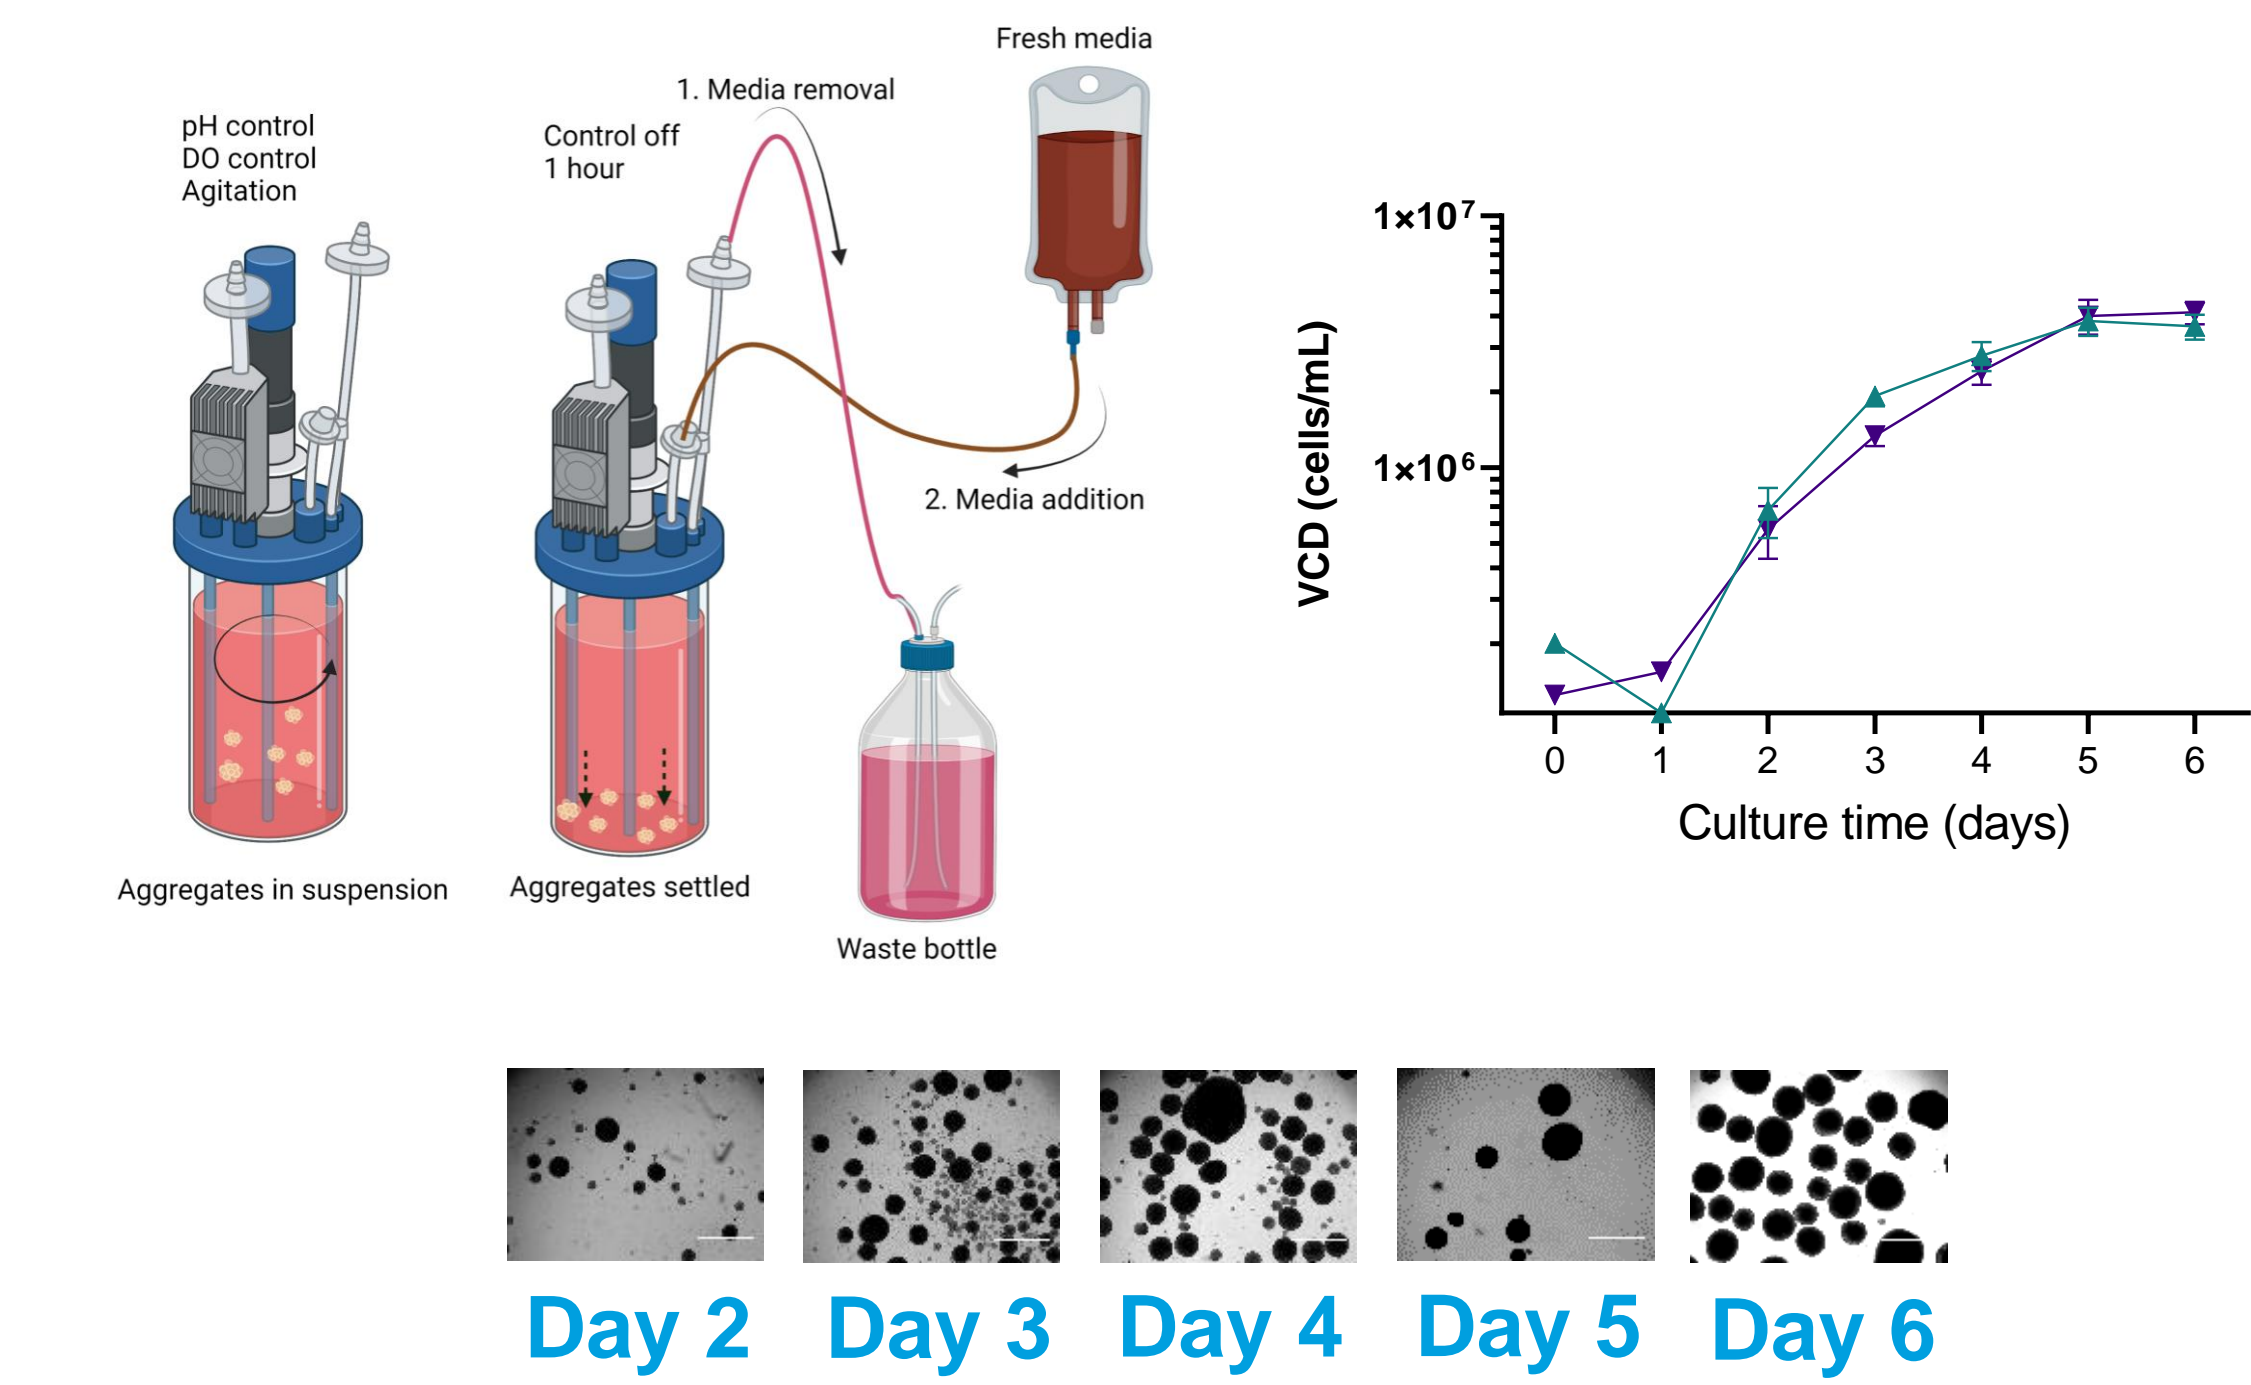 Fresh media
1. Media removal
pH control
DO control
Agitation
Control off
1 hour
2. Media addition
Aggregates in suspension
Aggregates settled
Waste bottle
1×10⁷
1×10⁶
VCD (cells/mL)
0 1 2 3 4 5 6
Culture time (days)
Day 2 Day 3 Day 4 Day 5 Day 6